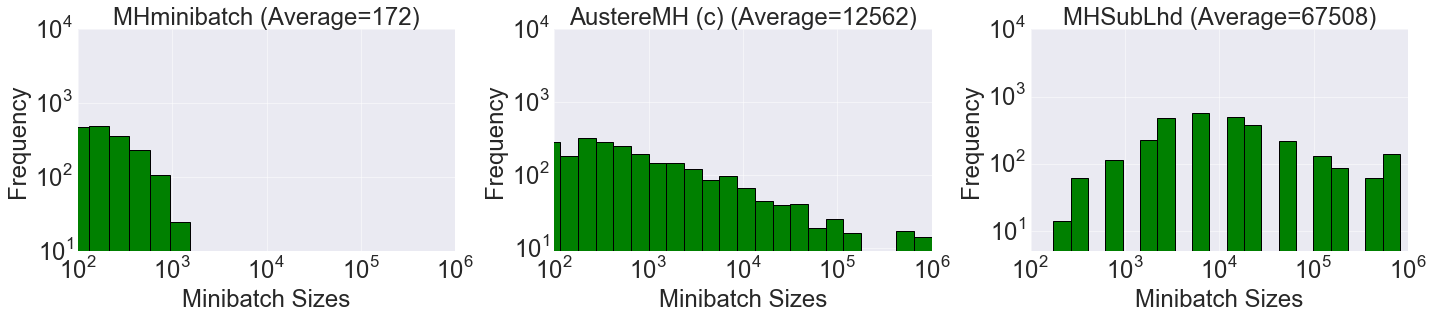 MHminibatch (Average=172)
10^4
10^3
10^2
10^1
Frequency
10^2 10^3 10^4 10^5 10^6
Minibatch Sizes
AustereMH (c) (Average=12562)
10^4
10^3
10^2
10^1
Frequency
10^2 10^3 10^4 10^5 10^6
Minibatch Sizes
MHSubLhd (Average=67508)
10^4
10^3
10^2
10^1
Frequency
10^2 10^3 10^4 10^5 10^6
Minibatch Sizes